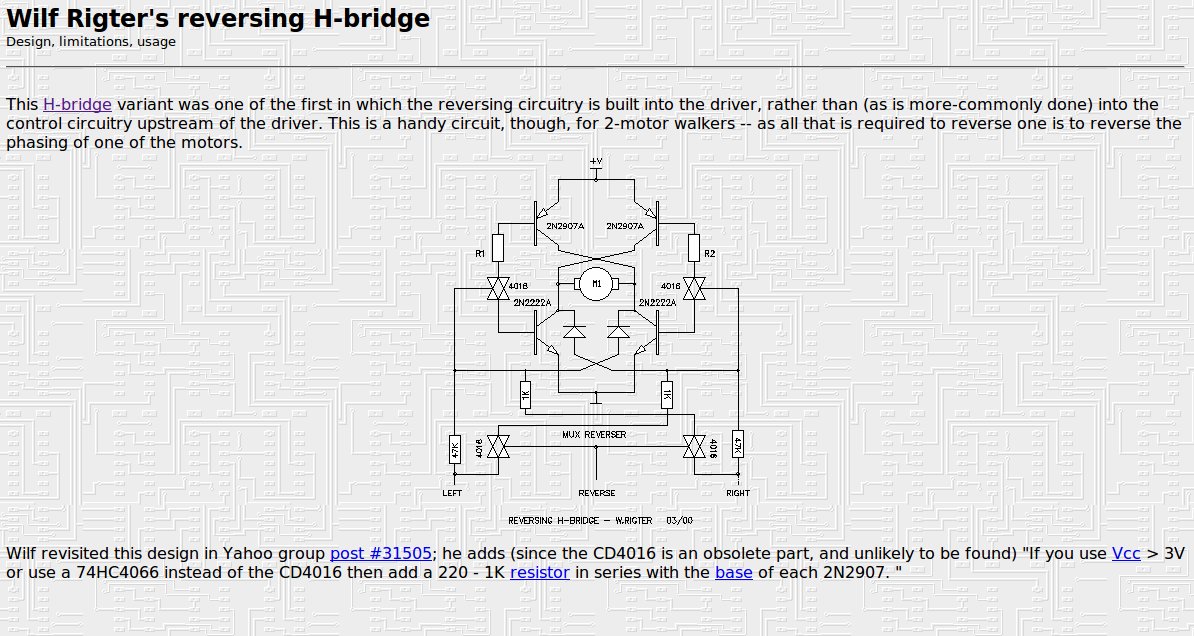 Wilf Rigter's reversing H-bridge
Design, limitations, usage
This H-bridge variant was one of the first in which the reversing circuitry is built into the driver, rather than (as is more-commonly done) into the
control circuitry upstream of the driver. This is a handy circuit, though, for 2-motor walkers -- as all that is required to reverse one is to reverse the
phasing of one of the motors.
+V
2N2907A 2N2907A
R1 R2
4016 M1 4016
2N2222A 2N2222A
1K 1K
MUX REVERSER
47K 4016 4016 47K
LEFT REVERSE RIGHT
REVERSING H-BRIDGE – W.RIGTER 03/00
Wilf revisited this design in Yahoo group post #31505; he adds (since the CD4016 is an obsolete part, and unlikely to be found) "If you use Vcc > 3V
or use a 74HC4066 instead of the CD4016 then add a 220 - 1K resistor in series with the base of each 2N2907. "